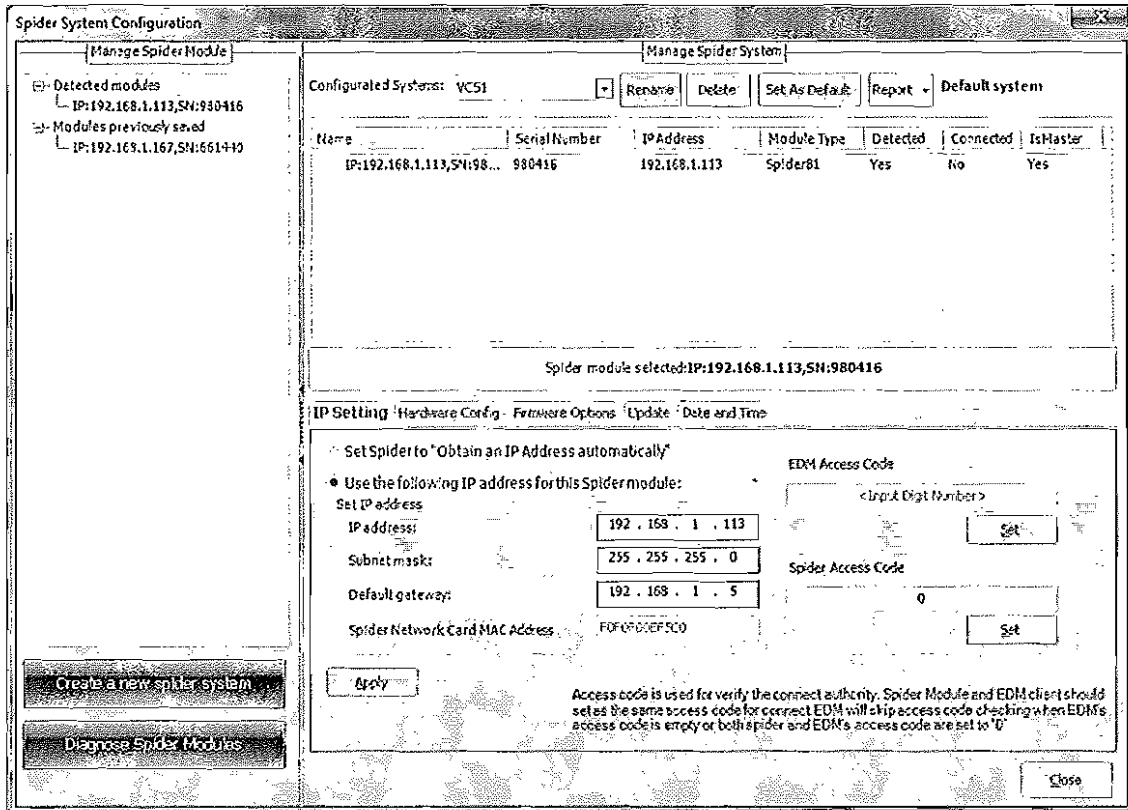 Spider System Configuration
Manage Spider Module
Detected modules
IP:192.168.1.113,SN:980416
Modules previously saved
IP:192.168.1.167,SN:661440
Manage Spider System
Configurated Systems: VCS1 Rename Delete Set As Default Report Default system
Name Serial Number IP Address Module Type Detected Connected IsMaster
IP:192.168.1.113,SN:98... 980416 192.168.1.113 Spider81 Yes No Yes
Spider module selected:IP:192.168.1.113,SN:980416
IP Setting Hardware Config Firmware Options Update Date and Time
Set Spider to "Obtain an IP Address automatically"
Use the following IP address for this Spider module:
Set IP address
IP address: 192 . 168 . 1 . 113
Subnet mask: 255 . 255 . 255 . 0
Default gateway: 192 . 168 . 1 . 5
Spider Network Card MAC Address
EDM Access Code
<Input Digit Number>
Set
Spider Access Code
0
Set
Apply
Access code is used for verify the connect authority. Spider Module and EDM client should
set as the same access code for connect EDM will skip access code checking when EDM's
access code is empty or both spider and EDM's access code are set to "0"
Create a new spider system
Diagnose Spider Modules
Close